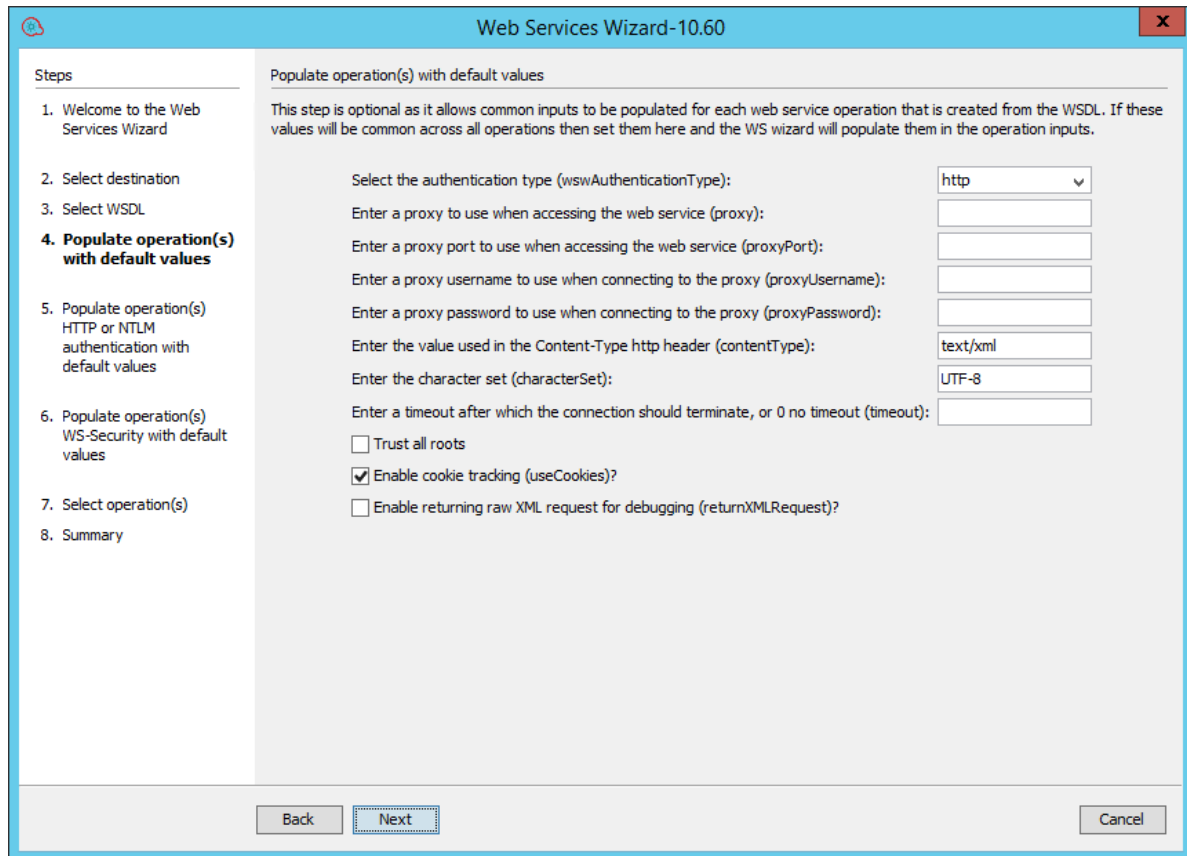 Web Services Wizard-10.60
x
Steps
1. Welcome to the Web
Services Wizard
2. Select destination
3. Select WSDL
4. Populate operation(s)
with default values
5. Populate operation(s)
HTTP or NTLM
authentication with
default values
6. Populate operation(s)
WS-Security with default
values
7. Select operation(s)
8. Summary
Populate operation(s) with default values
This step is optional as it allows common inputs to be populated for each web service operation that is created from the WSDL. If these
values will be common across all operations then set them here and the WS wizard will populate them in the operation inputs.
Select the authentication type (wswAuthenticationType): http
Enter a proxy to use when accessing the web service (proxy):
Enter a proxy port to use when accessing the web service (proxyPort):
Enter a proxy username to use when connecting to the proxy (proxyUsername):
Enter a proxy password to use when connecting to the proxy (proxyPassword):
Enter the value used in the Content-Type http header (contentType): text/xml
Enter the character set (characterSet): UTF-8
Enter a timeout after which the connection should terminate, or 0 no timeout (timeout):
Trust all roots
Enable cookie tracking (useCookies)?
Enable returning raw XML request for debugging (returnXMLRequest)?
Back Next Cancel